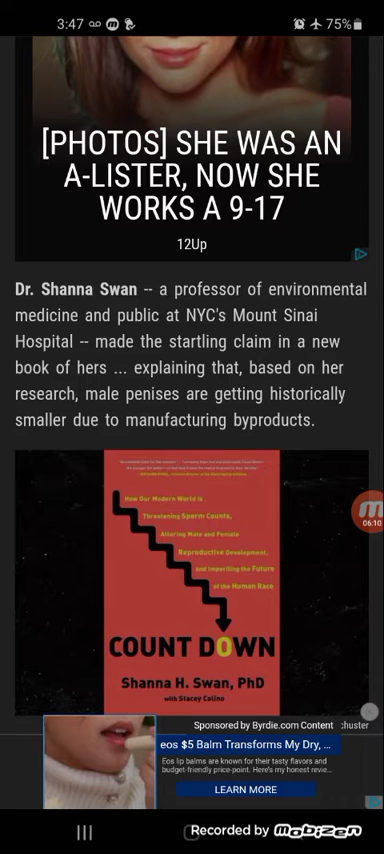 3:47
75%
[PHOTOS] SHE WAS AN
A-LISTER, NOW SHE
WORKS A 9-17
12Up
Dr. Shanna Swan -- a professor of environmental
medicine and public at NYC's Mount Sinai
Hospital -- made the startling claim in a new
book of hers ... explaining that, based on her
research, male penises are getting historically
smaller due to manufacturing byproducts.
How Our Modern World Is
Threatening Sperm Counts,
Altering Male and Female
Reproductive Development,
and Imperiling the Future
of the Human Race
COUNT DOWN
Shanna H. Swan, PhD
with Stacey Colino
06:10
Sponsored by Byrdie.com Content
chuster
eos $5 Balm Transforms My Dry, ...
Eos lip balms are known for their tasty flavors and
budget-friendly price-point. Here's my honest revie...
LEARN MORE
Recorded by Mobizen